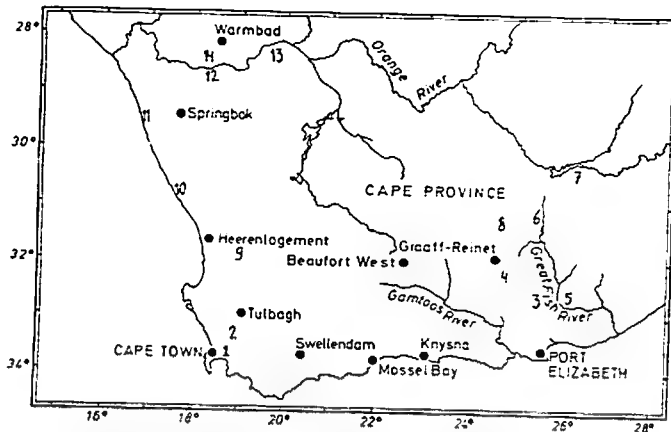 Warmbad
28°
14
13
12
Orange
River
11
Springbok
30°
7
10
CAPE PROVINCE
8
6
Heerenlogement
9
Graaff-Reinet
32°
Beaufort West
4
Great Fish
River
3
5
Gamtoos River
Tulbagh
2
Swellendam
Knysna
CAPE TOWN
1
34°
Mossel Bay
PORT
ELIZABETH
16°
18°
20°
22°
24°
26°
28°